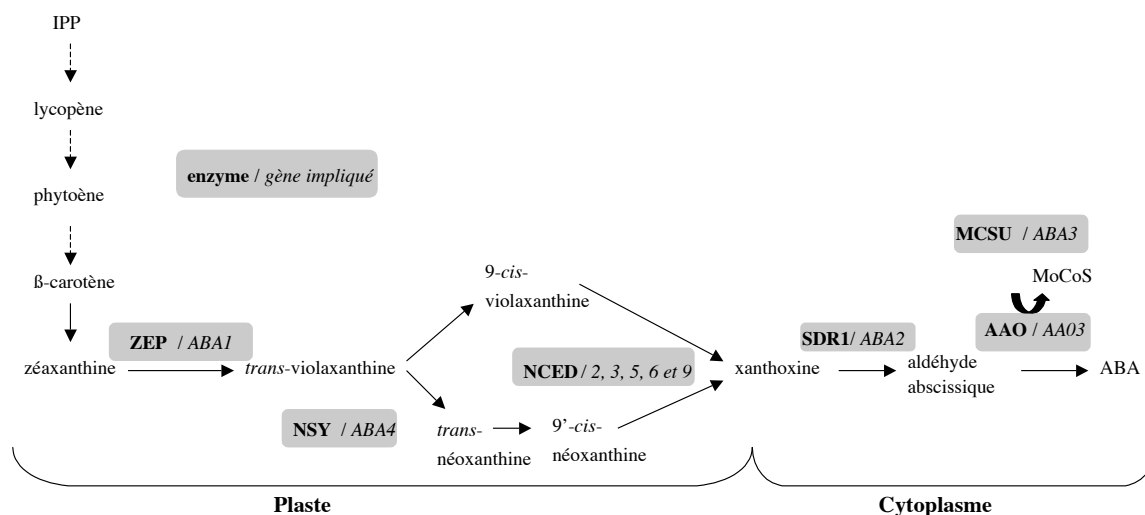 IPP
lycopène
enzyme / gène impliqué
phytoène
MCSU / ABA3
ß-carotène
9-cis-
violaxanthine
MoCoS
ZEP / ABA1
SDR1/ ABA2
AAO / AA03
zéaxanthine
trans-violaxanthine
NCED / 2, 3, 5, 6 et 9
xanthoxine
aldéhyde
abscissique
ABA
NSY / ABA4
trans-
néoxanthine
9’-cis-
néoxanthine
Plaste
Cytoplasme